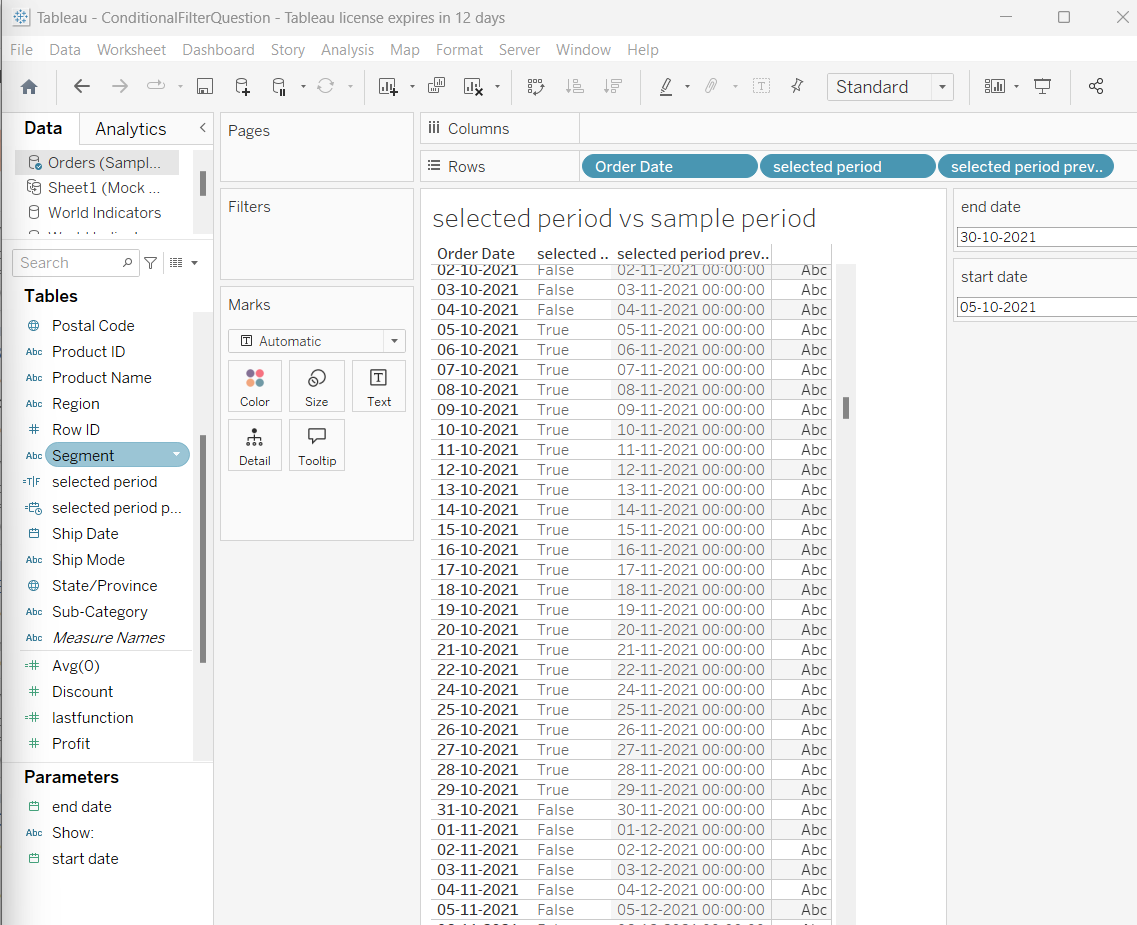 Tableau - ConditionalFilterQuestion - Tableau license expires in 12 days
File Data Worksheet Dashboard Story Analysis Map Format Server Window Help
Standard
Data Analytics
Orders (Sampl...
Sheet1 (Mock ...
World Indicators
Search
Tables
Postal Code
Abc Product ID
Abc Product Name
Abc Region
# Row ID
Abc Segment
=T|F selected period
selected period p...
Ship Date
Abc Ship Mode
State/Province
Abc Sub-Category
Abc Measure Names
=# Avg(0)
# Discount
=# lastfunction
# Profit
Parameters
end date
Abc Show:
start date
Pages
Filters
Marks
Automatic
Color Size Text
Detail Tooltip
Columns
Rows Order Date selected period selected period prev..
selected period vs sample period
Order Date selected .. selected period prev..
02-10-2021 False 02-11-2021 00:00:00 Abc
03-10-2021 False 03-11-2021 00:00:00 Abc
04-10-2021 False 04-11-2021 00:00:00 Abc
05-10-2021 True 05-11-2021 00:00:00 Abc
06-10-2021 True 06-11-2021 00:00:00 Abc
07-10-2021 True 07-11-2021 00:00:00 Abc
08-10-2021 True 08-11-2021 00:00:00 Abc
09-10-2021 True 09-11-2021 00:00:00 Abc
10-10-2021 True 10-11-2021 00:00:00 Abc
11-10-2021 True 11-11-2021 00:00:00 Abc
12-10-2021 True 12-11-2021 00:00:00 Abc
13-10-2021 True 13-11-2021 00:00:00 Abc
14-10-2021 True 14-11-2021 00:00:00 Abc
15-10-2021 True 15-11-2021 00:00:00 Abc
16-10-2021 True 16-11-2021 00:00:00 Abc
17-10-2021 True 17-11-2021 00:00:00 Abc
18-10-2021 True 18-11-2021 00:00:00 Abc
19-10-2021 True 19-11-2021 00:00:00 Abc
20-10-2021 True 20-11-2021 00:00:00 Abc
21-10-2021 True 21-11-2021 00:00:00 Abc
22-10-2021 True 22-11-2021 00:00:00 Abc
24-10-2021 True 24-11-2021 00:00:00 Abc
25-10-2021 True 25-11-2021 00:00:00 Abc
26-10-2021 True 26-11-2021 00:00:00 Abc
27-10-2021 True 27-11-2021 00:00:00 Abc
28-10-2021 True 28-11-2021 00:00:00 Abc
29-10-2021 True 29-11-2021 00:00:00 Abc
31-10-2021 False 30-11-2021 00:00:00 Abc
01-11-2021 False 01-12-2021 00:00:00 Abc
02-11-2021 False 02-12-2021 00:00:00 Abc
03-11-2021 False 03-12-2021 00:00:00 Abc
04-11-2021 False 04-12-2021 00:00:00 Abc
05-11-2021 False 05-12-2021 00:00:00 Abc
end date
30-10-2021
start date
05-10-2021